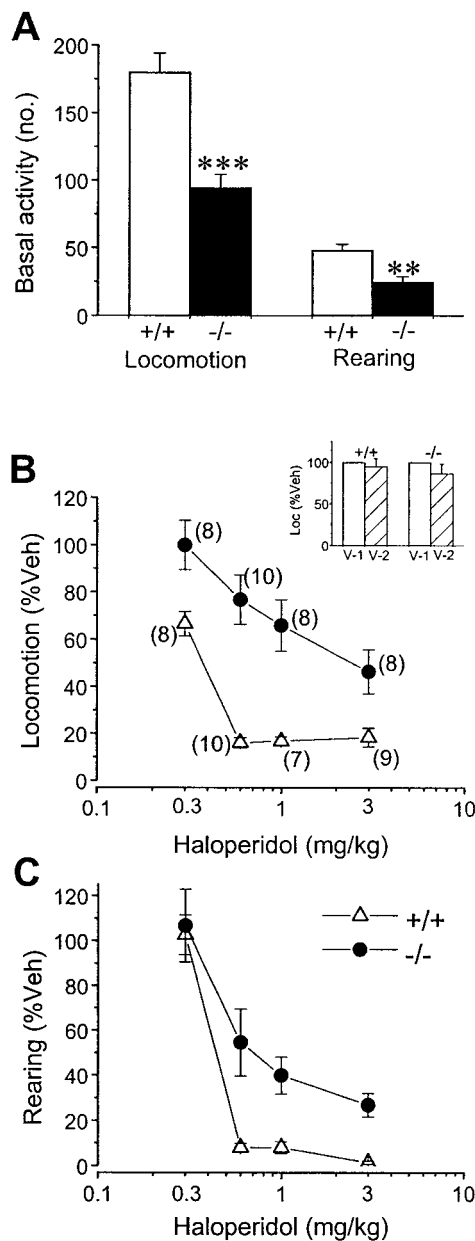 A
Basal activity (no.)
200
150
100
50
0
***
**
+/+ -/- +/+ -/-
Locomotion Rearing
B
Locomotion (%Veh)
120
100
80
60
40
20
0
(8)
(10)
(8)
(8)
(8)
(10)
(7)
(9)
Loc (%Veh)
100
0
+/+ -/-
V-1 V-2 V-1 V-2
0.1 0.3 1 3 10
Haloperidol (mg/kg)
C
Rearing (%Veh)
120
100
80
60
40
20
0
+/+
-/-
0.1 0.3 1 3 10
Haloperidol (mg/kg)